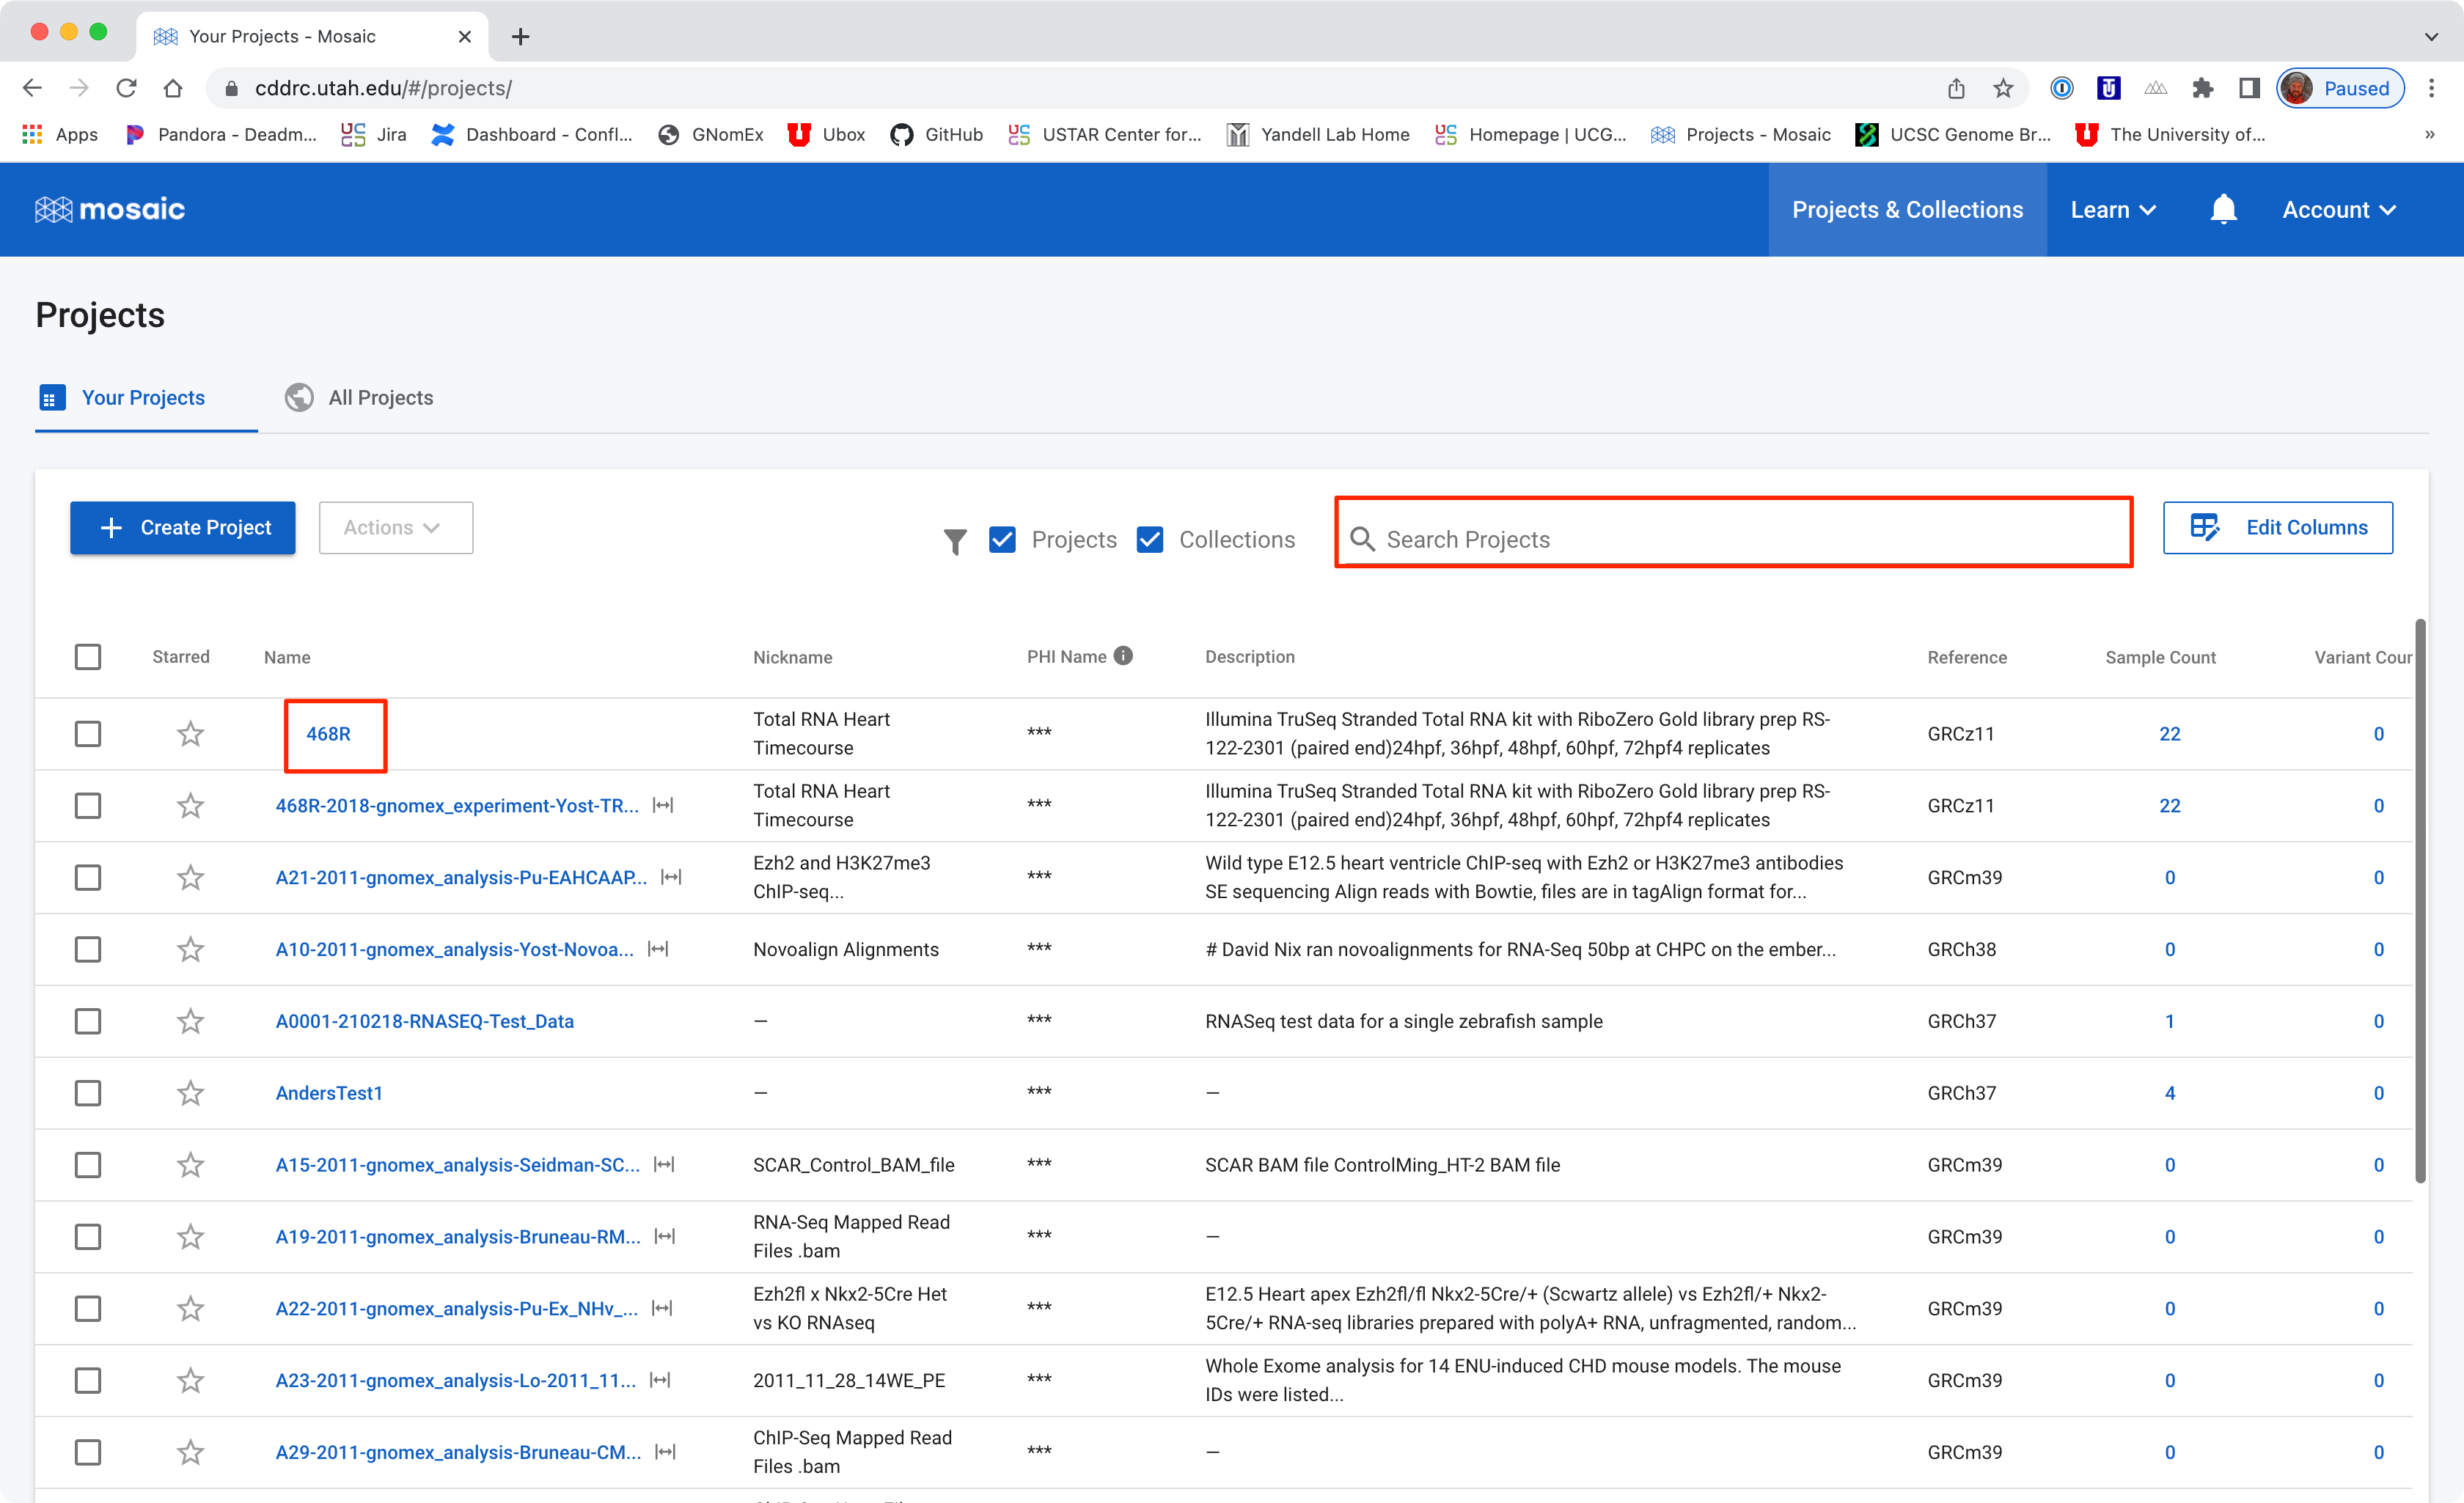 Your Projects - Mosaic
cddrc.utah.edu/#/projects/
Paused
Apps
Pandora - Deadm...
Jira
Dashboard - Confl...
GNomEx
Ubox
GitHub
USTAR Center for...
Yandell Lab Home
Homepage | UCG...
Projects - Mosaic
UCSC Genome Br...
The University of...
»
mosaic
Projects & Collections
Learn
Account
Projects
Your Projects
All Projects
+ Create Project
Actions
Projects
Collections
Search Projects
Edit Columns
Starred
Name
Nickname
PHI Name
Description
Reference
Sample Count
Variant Cour
468R
Total RNA Heart
Timecourse
***
Illumina TruSeq Stranded Total RNA kit with RiboZero Gold library prep RS-
122-2301 (paired end)24hpf, 36hpf, 48hpf, 60hpf, 72hpf4 replicates
GRCz11
22
0
468R-2018-gnomex_experiment-Yost-TR...
Total RNA Heart
Timecourse
***
Illumina TruSeq Stranded Total RNA kit with RiboZero Gold library prep RS-
122-2301 (paired end)24hpf, 36hpf, 48hpf, 60hpf, 72hpf4 replicates
GRCz11
22
0
A21-2011-gnomex_analysis-Pu-EAHCAAP...
Ezh2 and H3K27me3
ChIP-seq...
***
Wild type E12.5 heart ventricle ChIP-seq with Ezh2 or H3K27me3 antibodies
SE sequencing Align reads with Bowtie, files are in tagAlign format for...
GRCm39
0
0
A10-2011-gnomex_analysis-Yost-Novoa...
Novoalign Alignments
***
# David Nix ran novoalignments for RNA-Seq 50bp at CHPC on the ember...
GRCh38
0
0
A0001-210218-RNASEQ-Test_Data
—
***
RNASeq test data for a single zebrafish sample
GRCh37
1
0
AndersTest1
—
***
—
GRCh37
4
0
A15-2011-gnomex_analysis-Seidman-SC...
SCAR_Control_BAM_file
***
SCAR BAM file ControlMing_HT-2 BAM file
GRCm39
0
0
A19-2011-gnomex_analysis-Bruneau-RM...
RNA-Seq Mapped Read
Files .bam
***
—
GRCm39
0
0
A22-2011-gnomex_analysis-Pu-Ex_NHv_...
Ezh2fl x Nkx2-5Cre Het
vs KO RNAseq
***
E12.5 Heart apex Ezh2fl/fl Nkx2-5Cre/+ (Scwartz allele) vs Ezh2fl/+ Nkx2-
5Cre/+ RNA-seq libraries prepared with polyA+ RNA, unfragmented, random...
GRCm39
0
0
A23-2011-gnomex_analysis-Lo-2011_11...
2011_11_28_14WE_PE
***
Whole Exome analysis for 14 ENU-induced CHD mouse models. The mouse
IDs were listed...
GRCm39
0
0
A29-2011-gnomex_analysis-Bruneau-CM...
ChIP-Seq Mapped Read
Files .bam
***
—
GRCm39
0
0